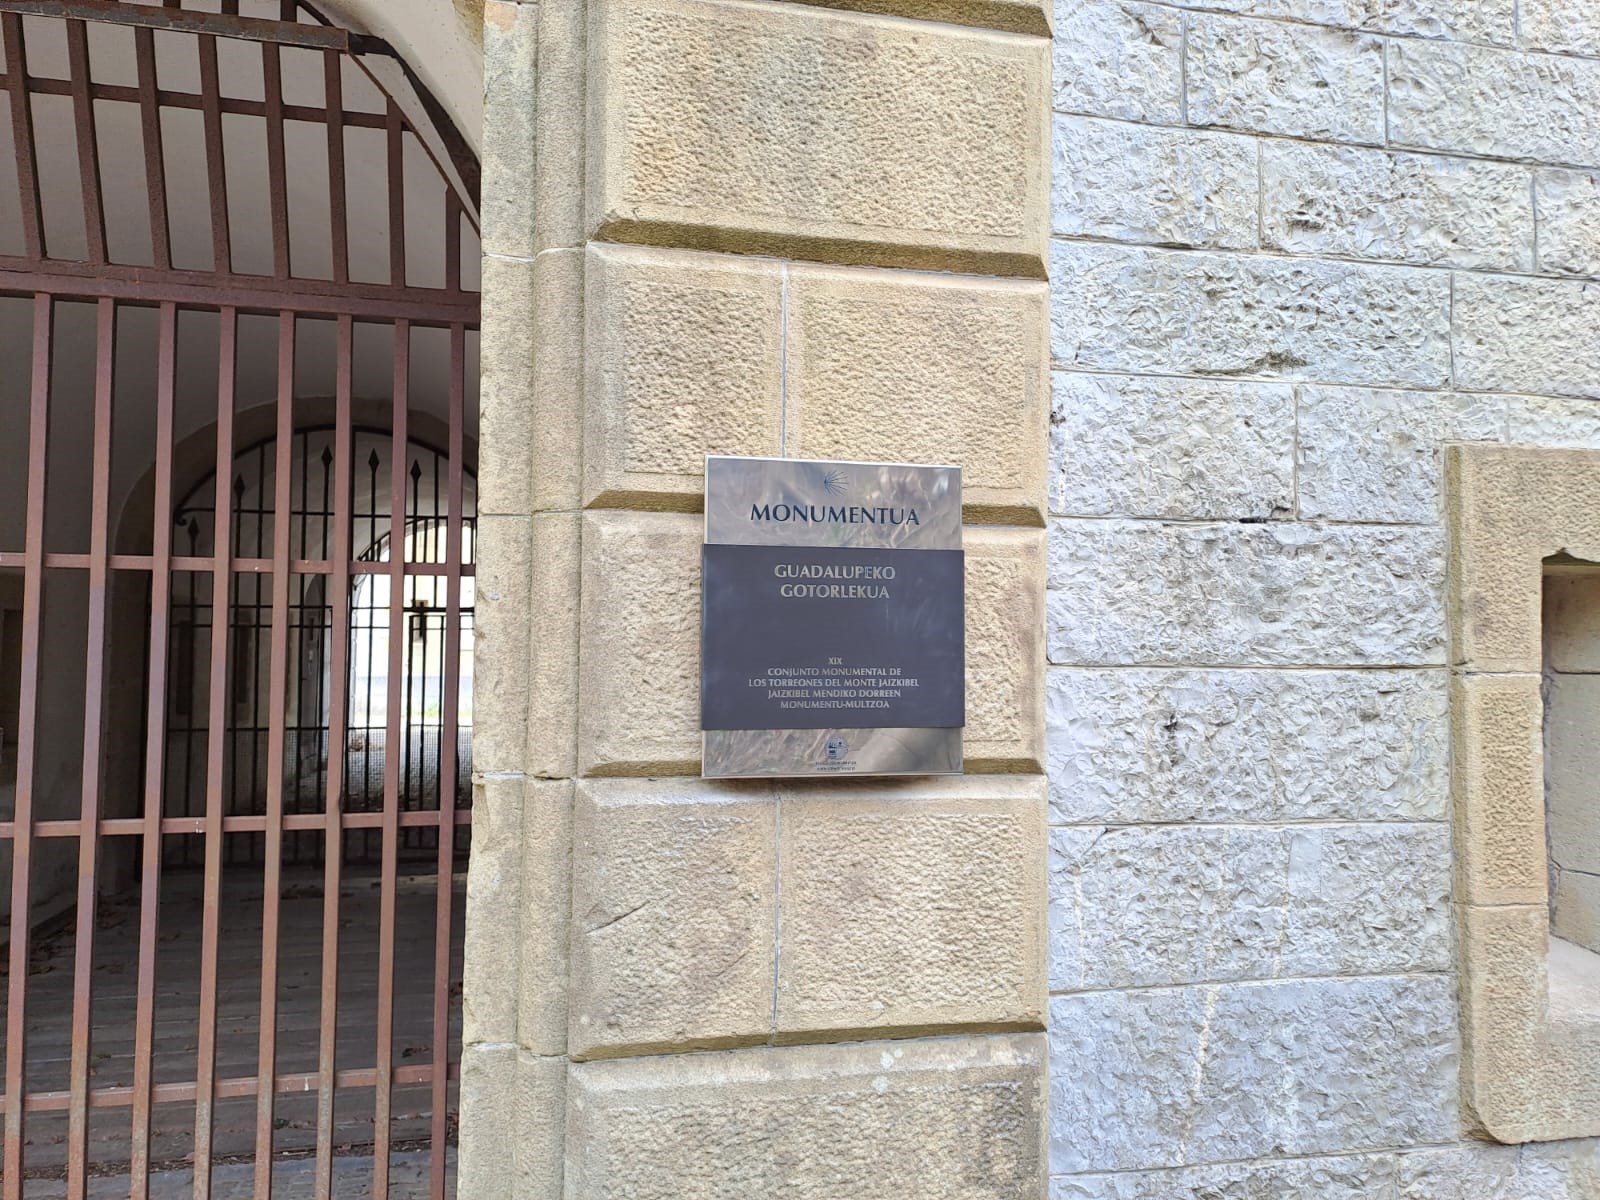 MONUMENTUA
GUADALUPEKO
GOTORLEKUA
XIX
CONJUNTO MONUMENTAL DE
LOS TORREONES DEL MONTE JAIZKIBEL
JAIZKIBEL MENDIKO DORREEN
MONUMENTU-MULTZOA